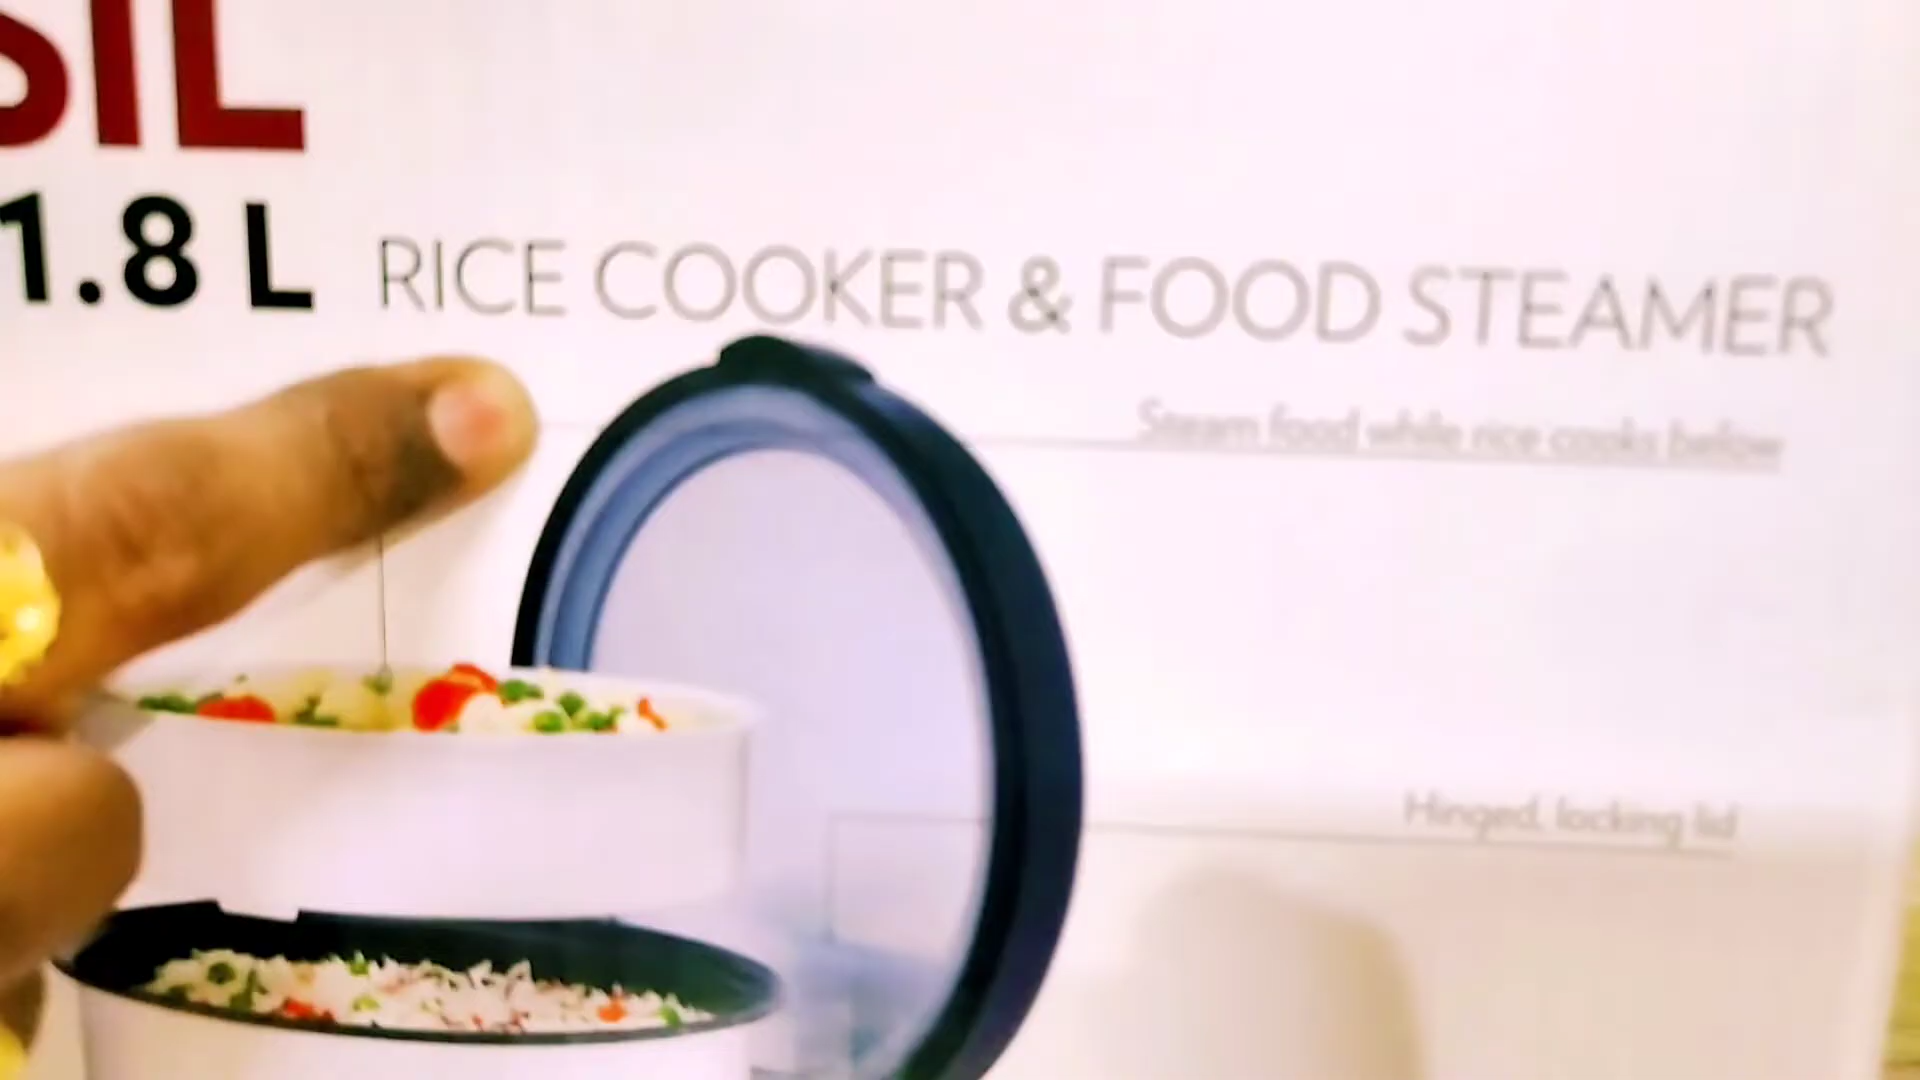 SIL
1.8 L RICE COOKER & FOOD STEAMER
Steam food while rice cooks below
Hinged, locking lid